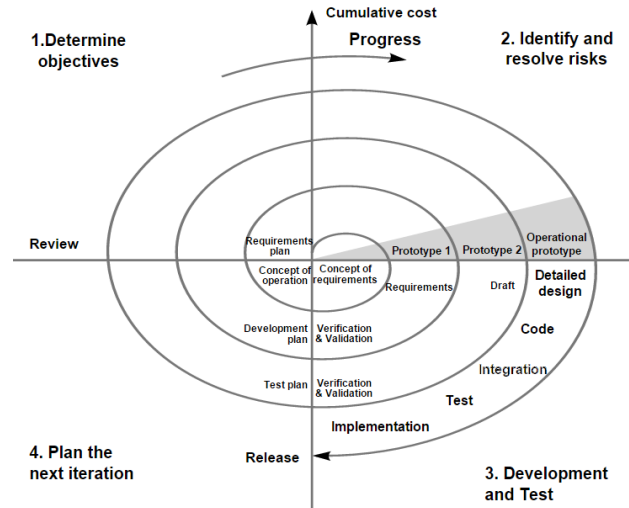 Cumulative cost
1.Determine
objectives
Progress
2. Identify and
resolve risks
Review
Requirements
plan
Prototype 1
Prototype 2
Operational
prototype
Concept of
operation
Concept of
requirements
Requirements
Draft
Detailed
design
Development
plan
Verification
& Validation
Code
Integration
Test plan
Verification
& Validation
Test
Implementation
4. Plan the
next iteration
Release
3. Development
and Test